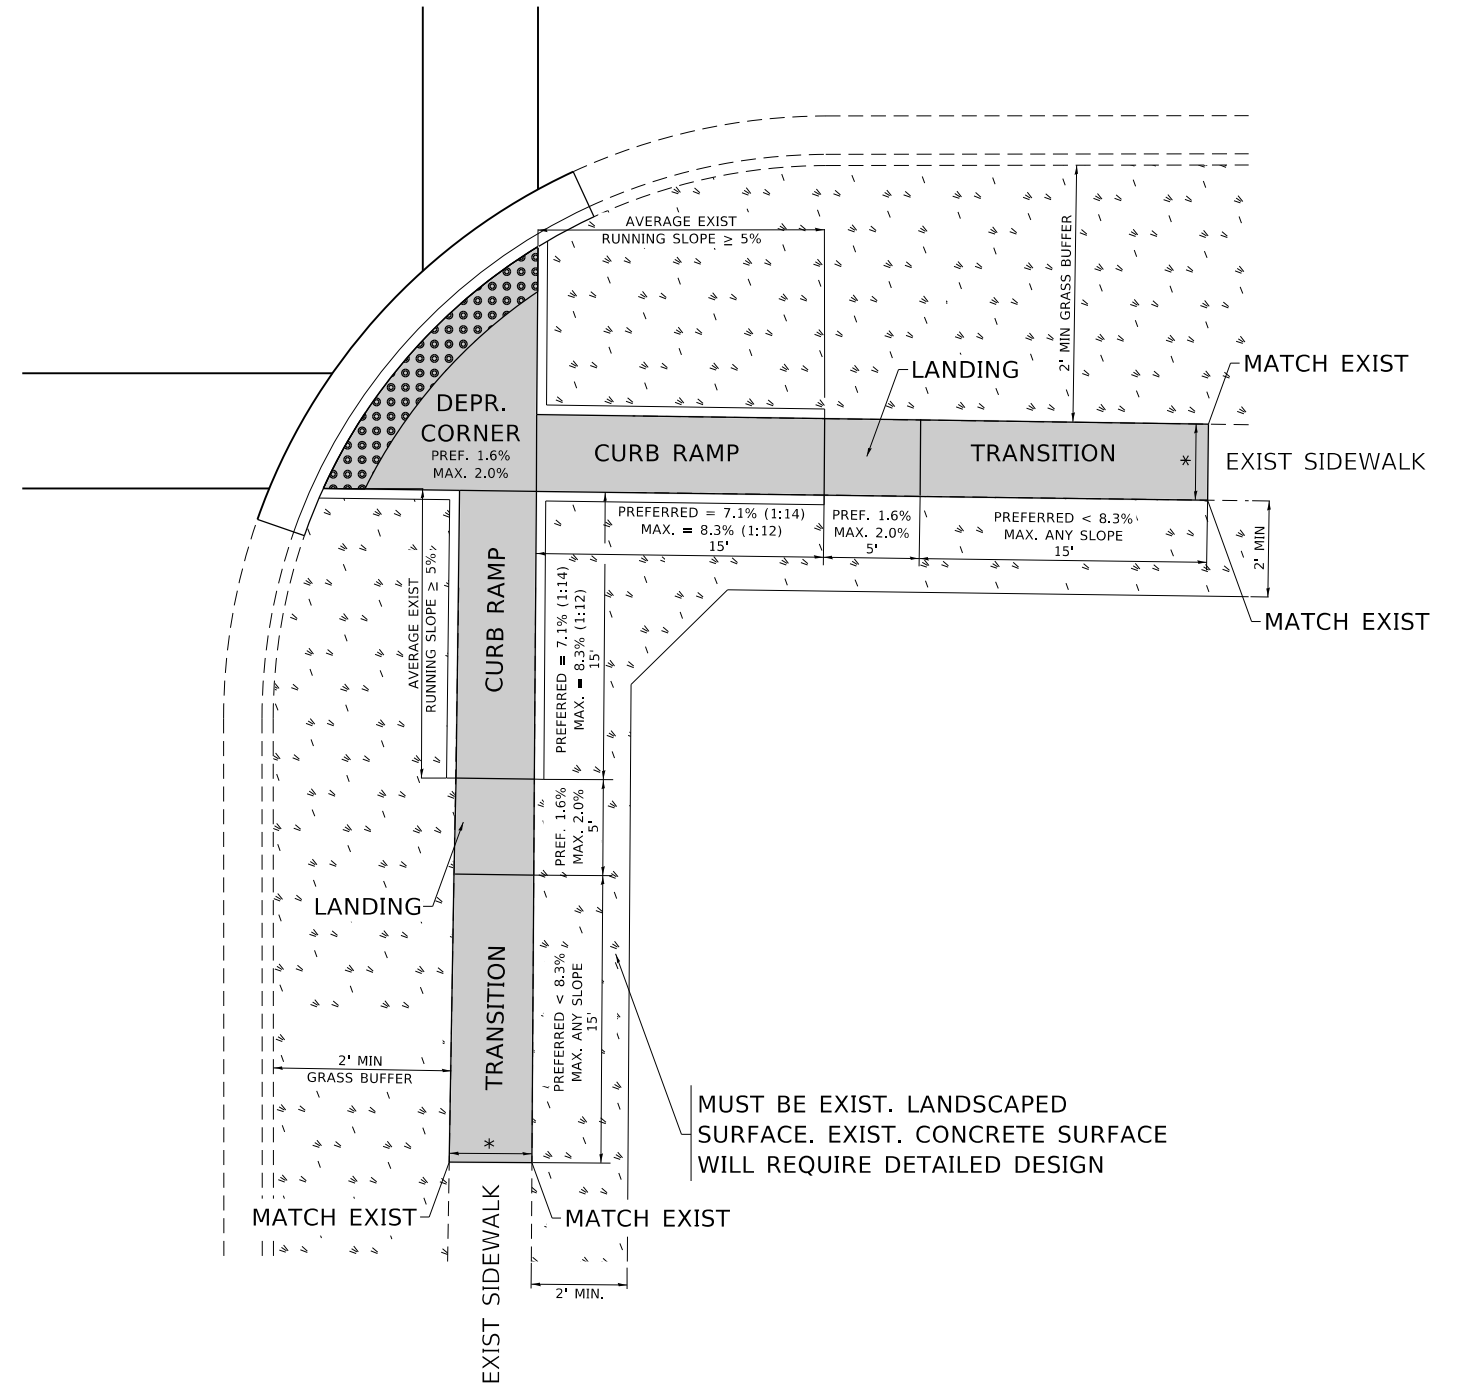 AVERAGE EXIST
RUNNING SLOPE ≥ 5%
2' MIN GRASS BUFFER
LANDING
MATCH EXIST
DEPR.
CORNER
PREF. 1.6%
MAX. 2.0%
CURB RAMP
TRANSITION
*
EXIST SIDEWALK
PREFERRED = 7.1% (1:14)
MAX. = 8.3% (1:12)
15'
PREF. 1.6%
MAX. 2.0%
5'
PREFERRED < 8.3%
MAX. ANY SLOPE
15'
2' MIN
MATCH EXIST
AVERAGE EXIST
RUNNING SLOPE ≥ 5%
CURB RAMP
PREFERRED = 7.1% (1:14)
MAX. = 8.3% (1:12)
15'
PREF. 1.6%
MAX. 2.0%
5'
LANDING
TRANSITION
PREFERRED < 8.3%
MAX. ANY SLOPE
15'
2' MIN
GRASS BUFFER
*
MUST BE EXIST. LANDSCAPED
SURFACE. EXIST. CONCRETE SURFACE
WILL REQUIRE DETAILED DESIGN
MATCH EXIST
MATCH EXIST
EXIST SIDEWALK
2' MIN.